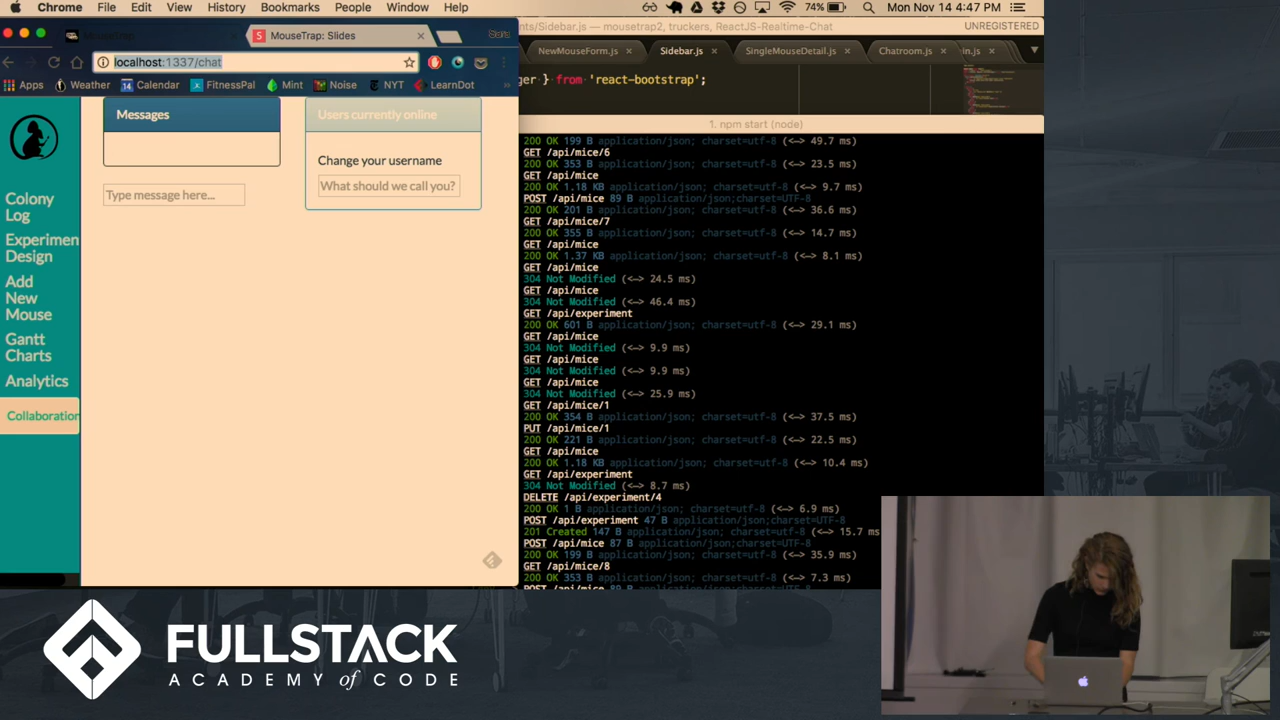 Chrome File Edit View History Bookmarks People Window Help
74% Mon Nov 14 4:47 PM
MouseTrap: Slides
nts/Sidebar.js — mousetrap2, truckers, ReactJS-Realtime-Chat
UNREGISTERED
localhost:1337/chat
NewMouseForm.js Sidebar.js SingleMouseDetail.js Chatroom.js in.js
Apps Weather Calendar FitnessPal Mint Noise NYT LearnDot
ger } from 'react-bootstrap';
1. npm start (node)
Messages
Users currently online
Change your username
What should we call you?
Type message here...
Colony
Log
Experimen
Design
Add
New
Mouse
Gantt
Charts
Analytics
Collaboration
200 OK 199 B application/json; charset=utf-8 (<—> 49.7 ms)
GET /api/mice/6
200 OK 353 B application/json; charset=utf-8 (<—> 23.5 ms)
GET /api/mice
200 OK 1.18 KB application/json; charset=utf-8 (<—> 9.7 ms)
POST /api/mice 89 B application/json;charset=UTF-8
200 OK 201 B application/json; charset=utf-8 (<—> 36.6 ms)
GET /api/mice/7
200 OK 355 B application/json; charset=utf-8 (<—> 14.7 ms)
GET /api/mice
200 OK 1.37 KB application/json; charset=utf-8 (<—> 8.1 ms)
GET /api/mice
304 Not Modified (<—> 24.5 ms)
GET /api/mice
304 Not Modified (<—> 46.4 ms)
GET /api/experiment
200 OK 601 B application/json; charset=utf-8 (<—> 29.1 ms)
GET /api/mice
304 Not Modified (<—> 9.9 ms)
GET /api/mice
304 Not Modified (<—> 9.9 ms)
GET /api/mice
304 Not Modified (<—> 25.9 ms)
GET /api/mice/1
200 OK 354 B application/json; charset=utf-8 (<—> 37.5 ms)
PUT /api/mice/1
200 OK 221 B application/json; charset=utf-8 (<—> 22.5 ms)
GET /api/mice
200 OK 1.18 KB application/json; charset=utf-8 (<—> 10.4 ms)
GET /api/experiment
304 Not Modified (<—> 8.7 ms)
DELETE /api/experiment/4
200 OK 1 B application/json; charset=utf-8 (<—> 6.9 ms)
POST /api/experiment 47 B application/json;charset=UTF-8
201 Created 147 B application/json; charset=utf-8 (<—> 15.7 ms
POST /api/mice 87 B application/json;charset=UTF-8
200 OK 199 B application/json; charset=utf-8 (<—> 35.9 ms)
GET /api/mice/8
200 OK 353 B application/json; charset=utf-8 (<—> 7.3 ms)
POST /api/mice 89 B application/json;charset=UTF-8
FULLSTACK
ACADEMY of CODE